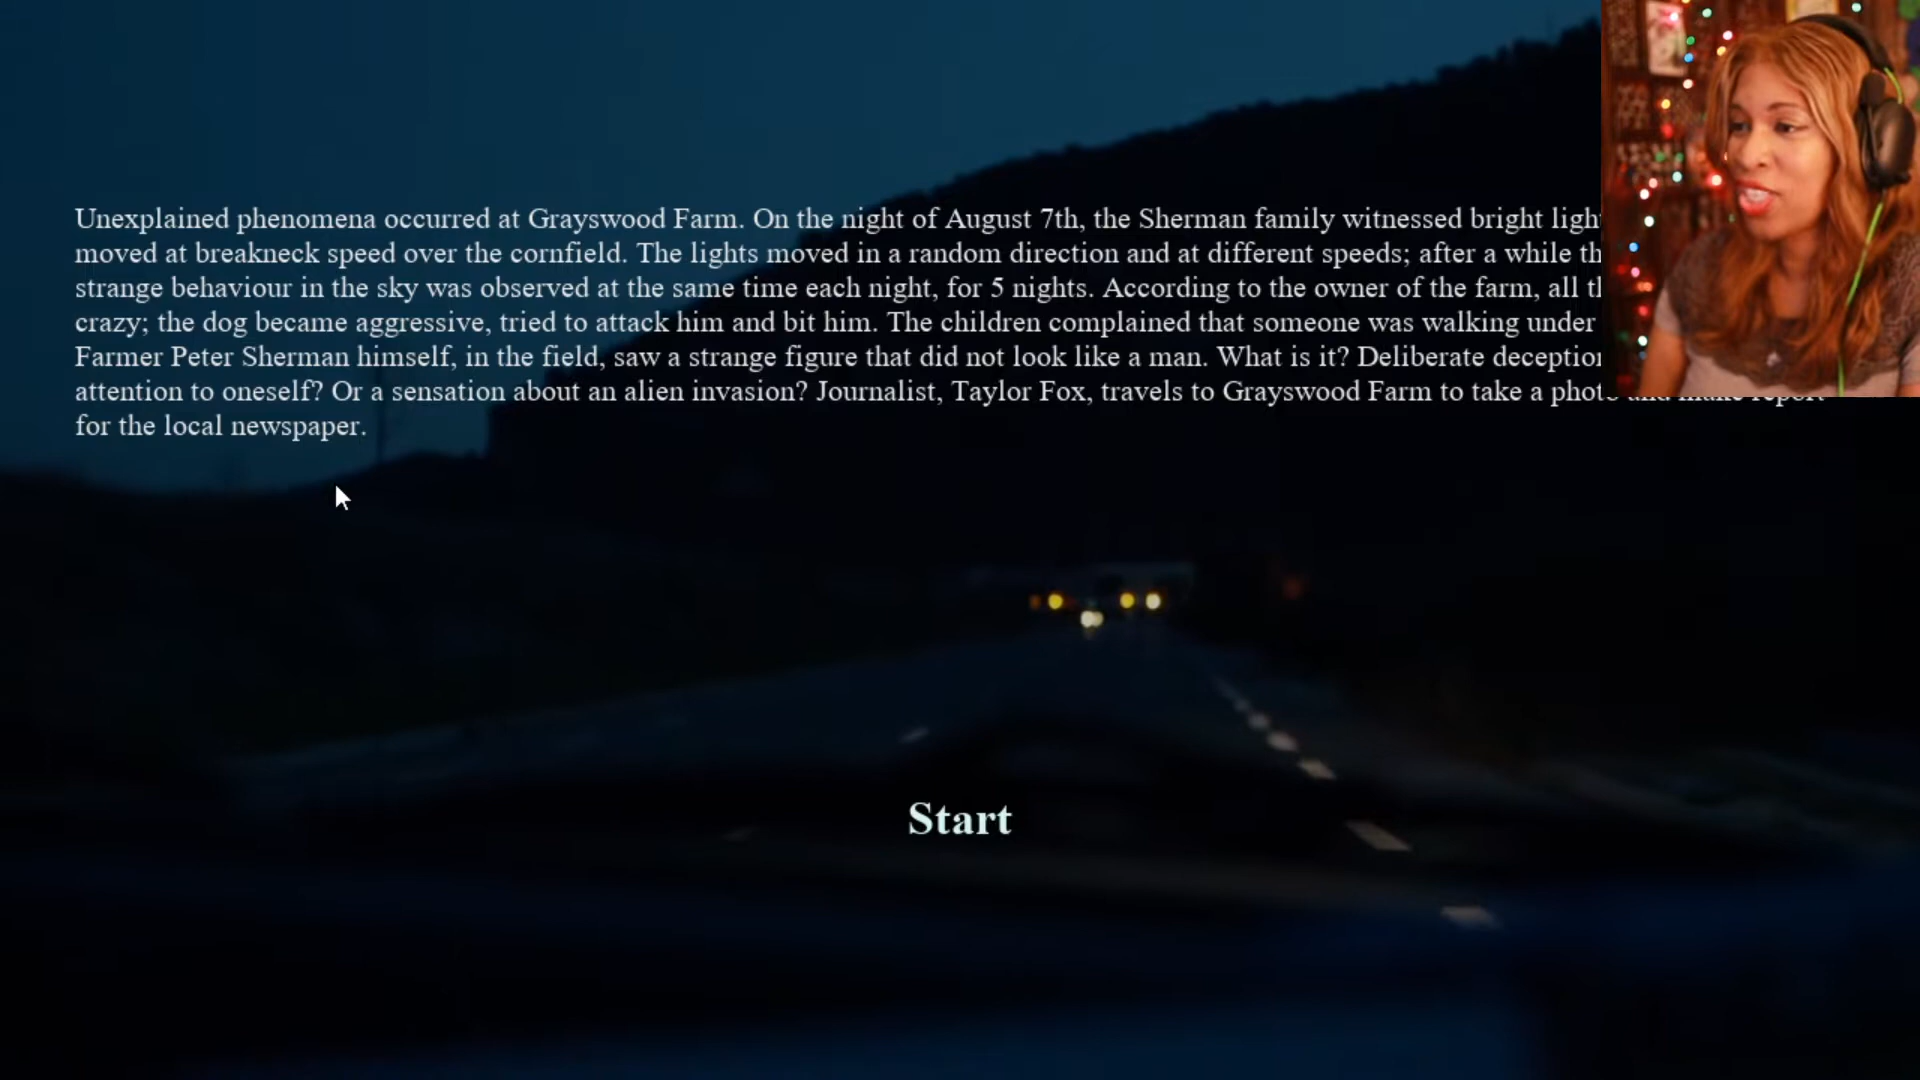 Unexplained phenomena occurred at Grayswood Farm. On the night of August 7th, the Sherman family witnessed bright
moved at breakneck speed over the cornfield. The lights moved in a random direction and at different speeds; after a while
strange behaviour in the sky was observed at the same time each night, for 5 nights. According to the owner of the farm, all
crazy; the dog became aggressive, tried to attack him and bit him. The children complained that someone was walking under
Farmer Peter Sherman himself, in the field, saw a strange figure that did not look like a man. What is it? Deliberate
attention to oneself? Or a sensation about an alien invasion? Journalist, Taylor Fox, travels to Grayswood Farm to take a
for the local newspaper.
Start